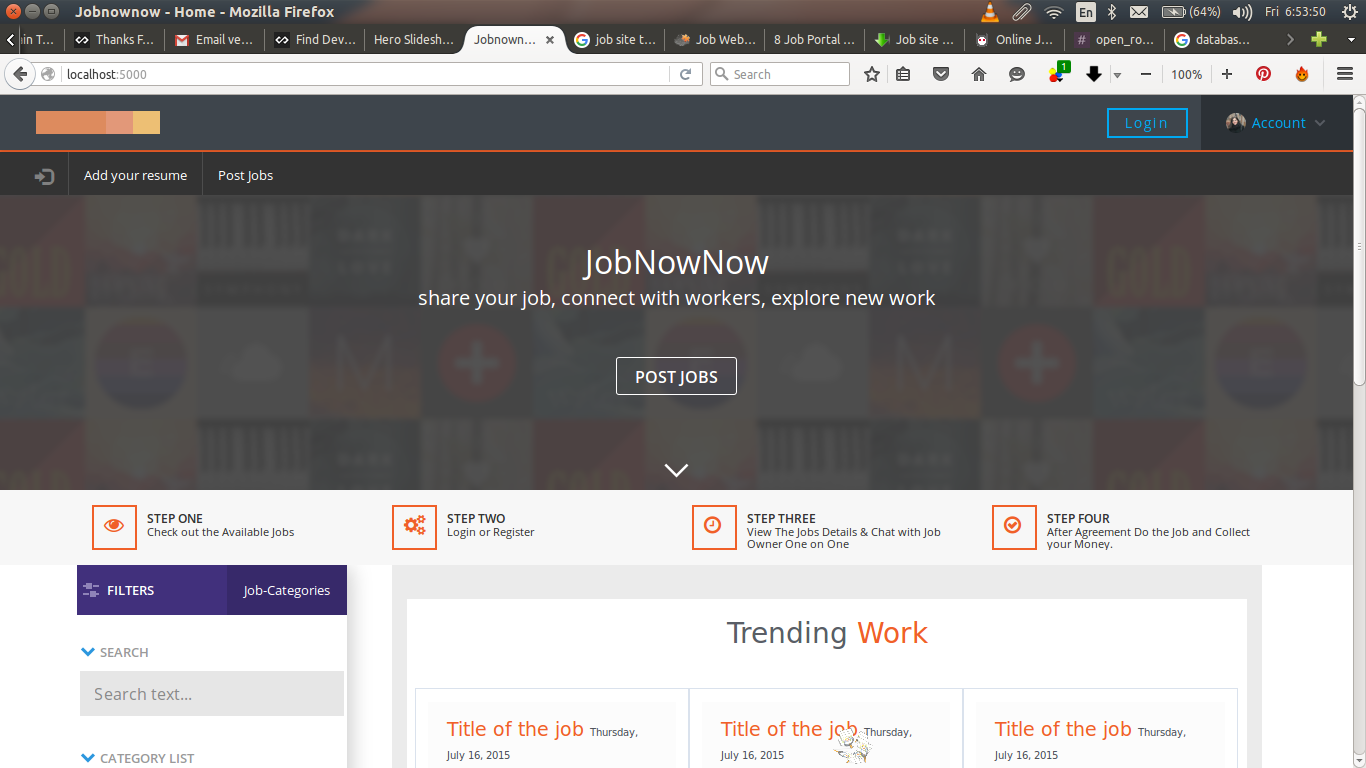 Jobnownow - Home - Mozilla Firefox
En (64%) Fri 6:53:50
in T... Thanks F... Email ve... Find Dev... Hero Slidesh... Jobnown... job site t... Job Web... 8 Job Portal ... Job site ... Online J... open_ro... databas...
localhost:5000 Search 1 100%
Login Account
Add your resume Post Jobs
JobNowNow
share your job, connect with workers, explore new work
POST JOBS
STEP ONE
Check out the Available Jobs
STEP TWO
Login or Register
STEP THREE
View The Jobs Details & Chat with Job
Owner One on One
STEP FOUR
After Agreement Do the Job and Collect
your Money.
FILTERS Job-Categories
SEARCH
Search text...
CATEGORY LIST
Trending Work
Title of the job Thursday,
July 16, 2015
Title of the job Thursday,
July 16, 2015
Title of the job Thursday,
July 16, 2015